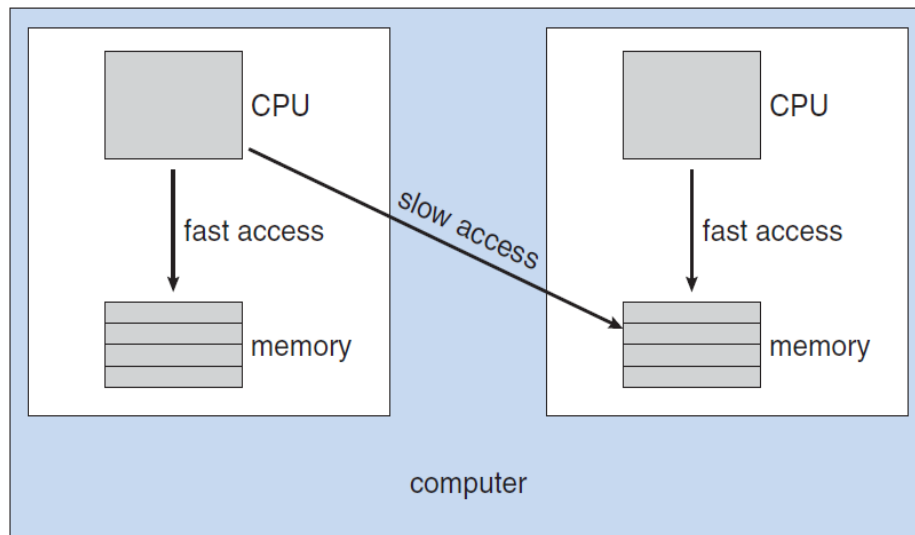 CPU
CPU
fast access
slow access
fast access
memory
memory
computer